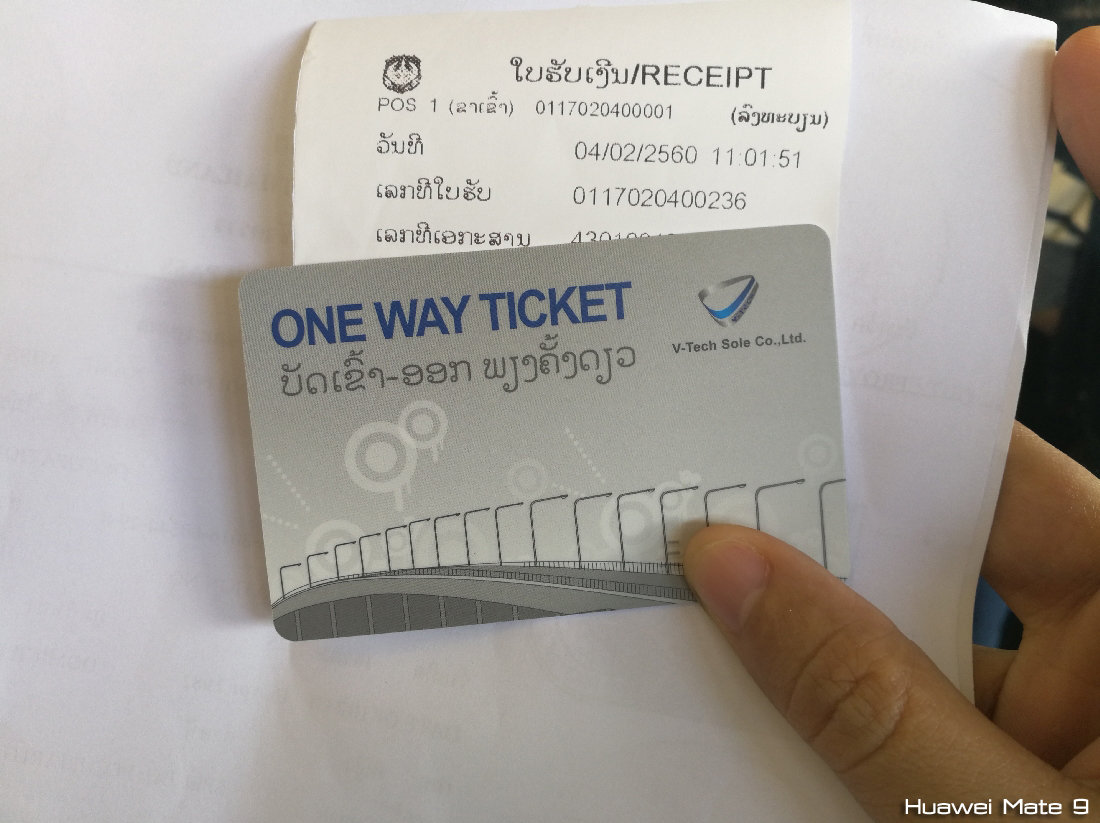 ໃບຮັບເງິນ/RECEIPT
POS 1 (ຂາເຂົ້າ) 0117020400001 (ລົງທະບຽນ)
ວັນທີ 04/02/2560 11:01:51
ເລກທີໃບຮັບ 0117020400236
ເລກທີເອກະສານ
ONE WAY TICKET
ບັດເຂົ້າ-ອອກ ພຽງຄັ້ງດຽວ
V-Tech Sole Co.,Ltd.
Huawei Mate 9